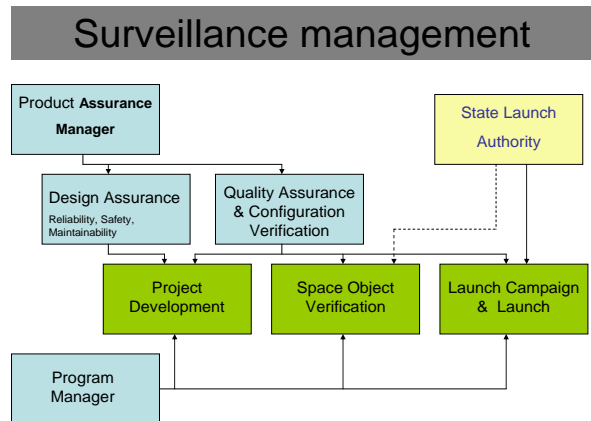 Surveillance management
Product Assurance
Manager
State Launch
Authority
Design Assurance
Reliability, Safety,
Maintainability
Quality Assurance
& Configuration
Verification
Project
Development
Space Object
Verification
Launch Campaign
& Launch
Program
Manager